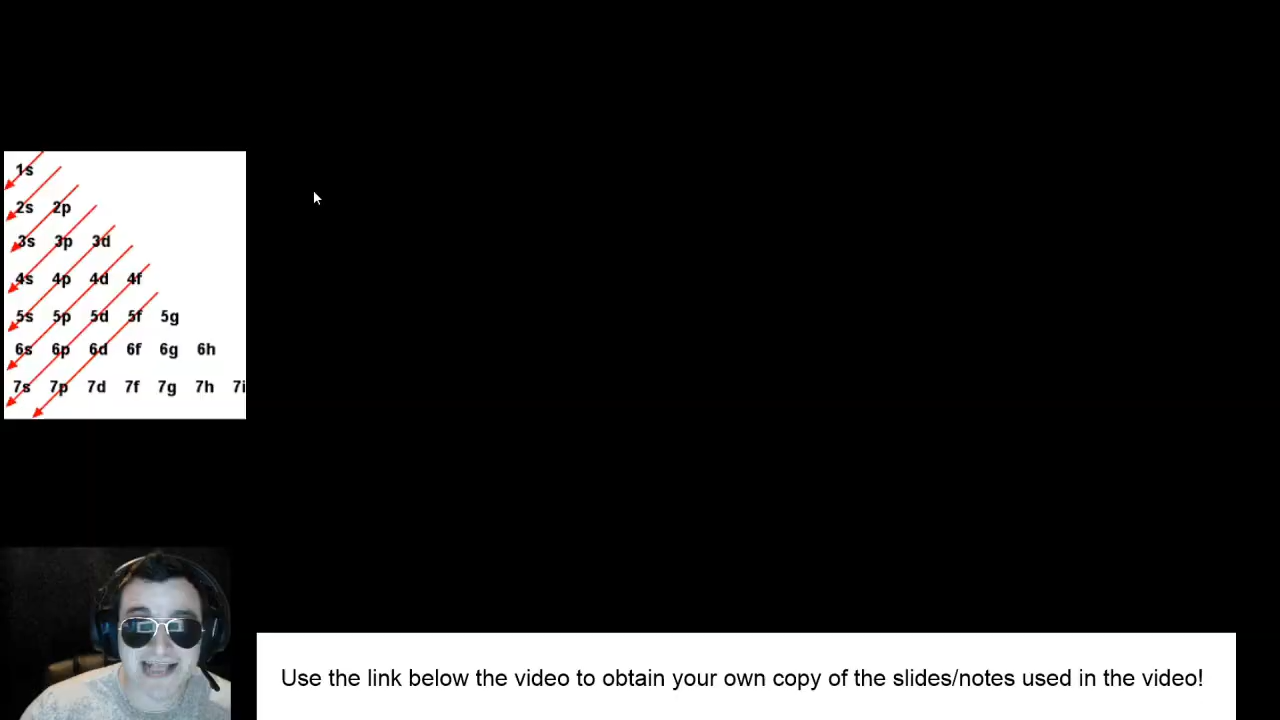 1s
2s 2p
3s 3p 3d
4s 4p 4d 4f
5s 5p 5d 5f 5g
6s 6p 6d 6f 6g 6h
7s 7p 7d 7f 7g 7h 7i
Use the link below the video to obtain your own copy of the slides/notes used in the video!